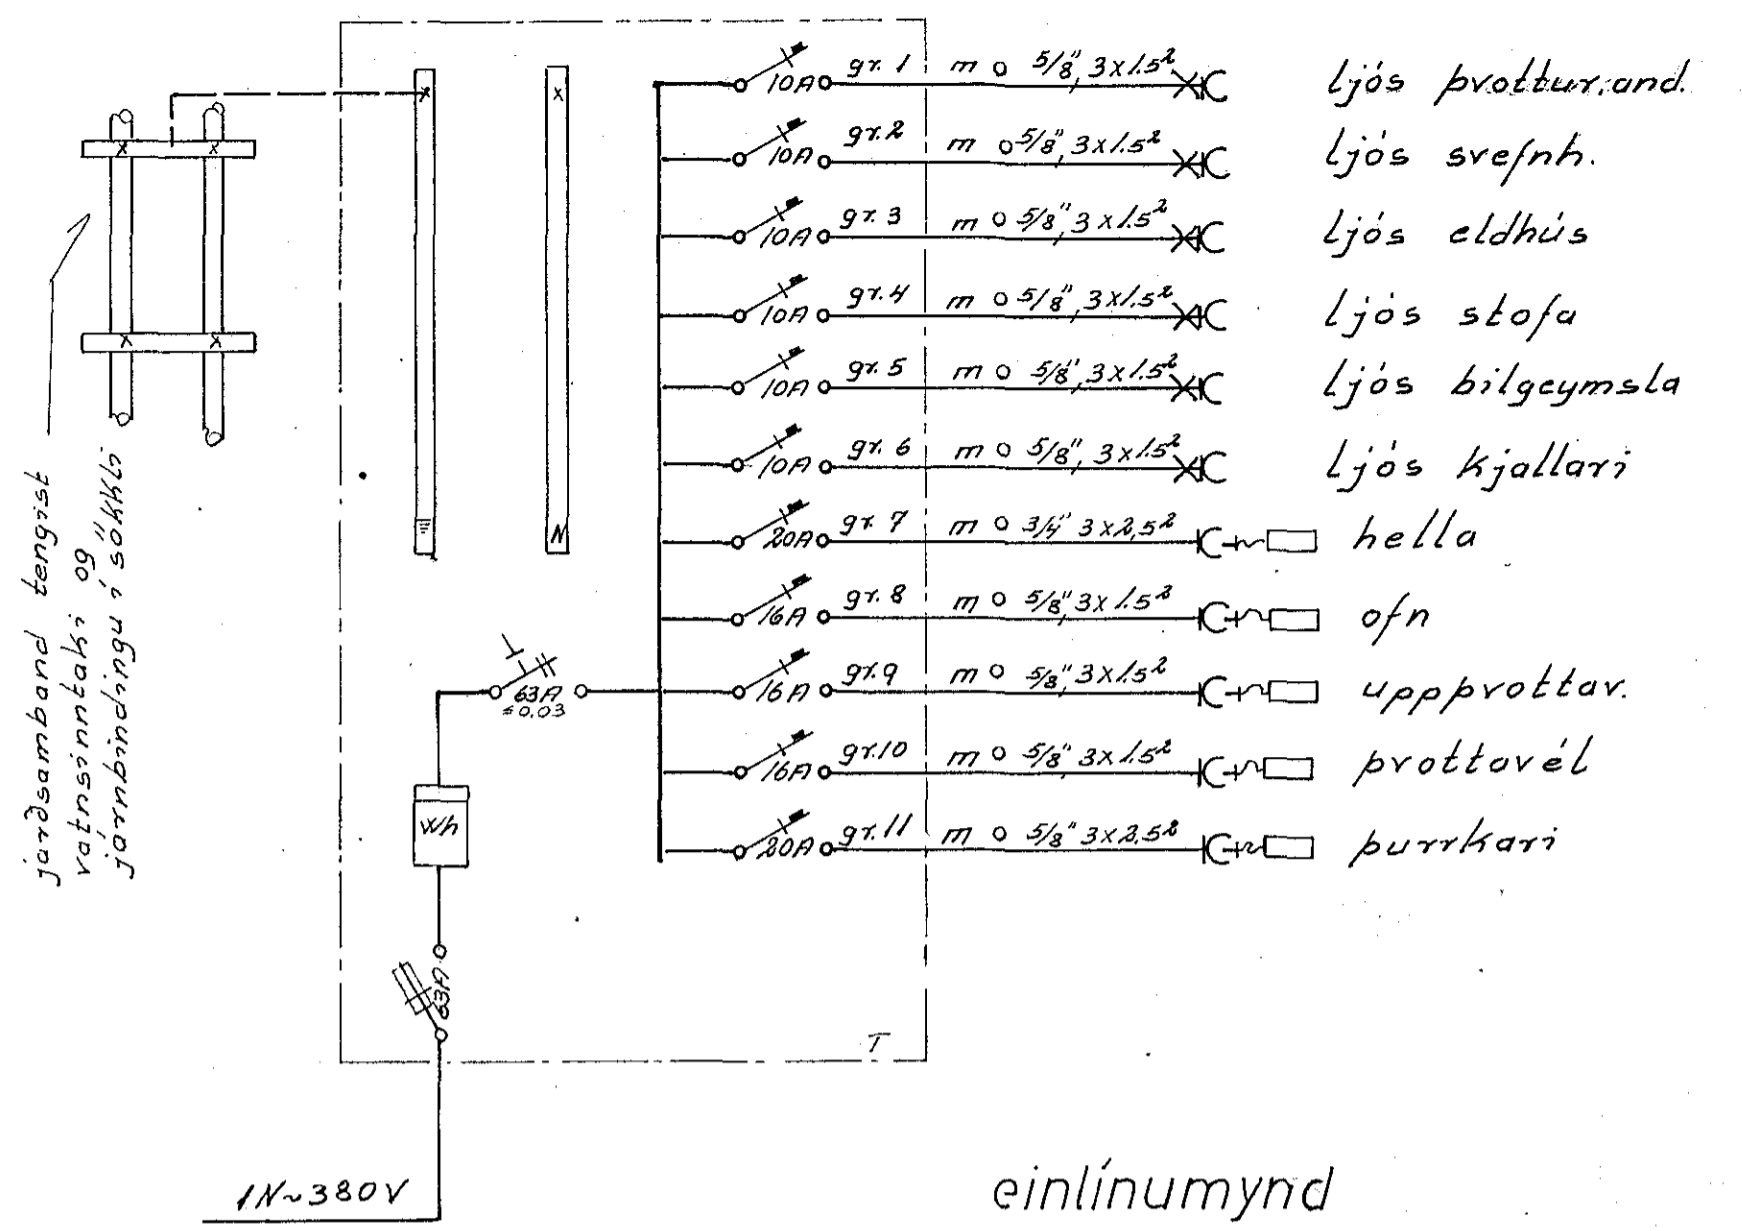 10A gr. 1 m o 5/8", 3x1.5² ljós þvottur, and.
10A gr. 2 m o 5/8", 3x1.5² ljós svefnh.
10A gr. 3 m o 5/8", 3x1.5² ljós eldhús
10A gr. 4 m o 5/8", 3x1.5² ljós stofa
10A gr. 5 m o 5/8", 3x1.5² ljós bilgeymsla
10A gr. 6 m o 5/8", 3x1.5² ljós kjallari
20A gr. 7 m o 3/4" 3x2,5² hella
16A gr. 8 m o 5/8", 3x1.5² ofn
16A gr. 9 m o 5/8", 3x1.5² uppþvottav.
16A gr. 10 m o 5/8", 3x1.5² þvottavél
20A gr. 11 m o 5/8" 3x2.5² þurrkari
N
jarðsamband tengist
vatnsinntaki og
járnbindingu í sökkli
63A
≤0.03
Wh
63A
T
1N~380V
einlínumynd